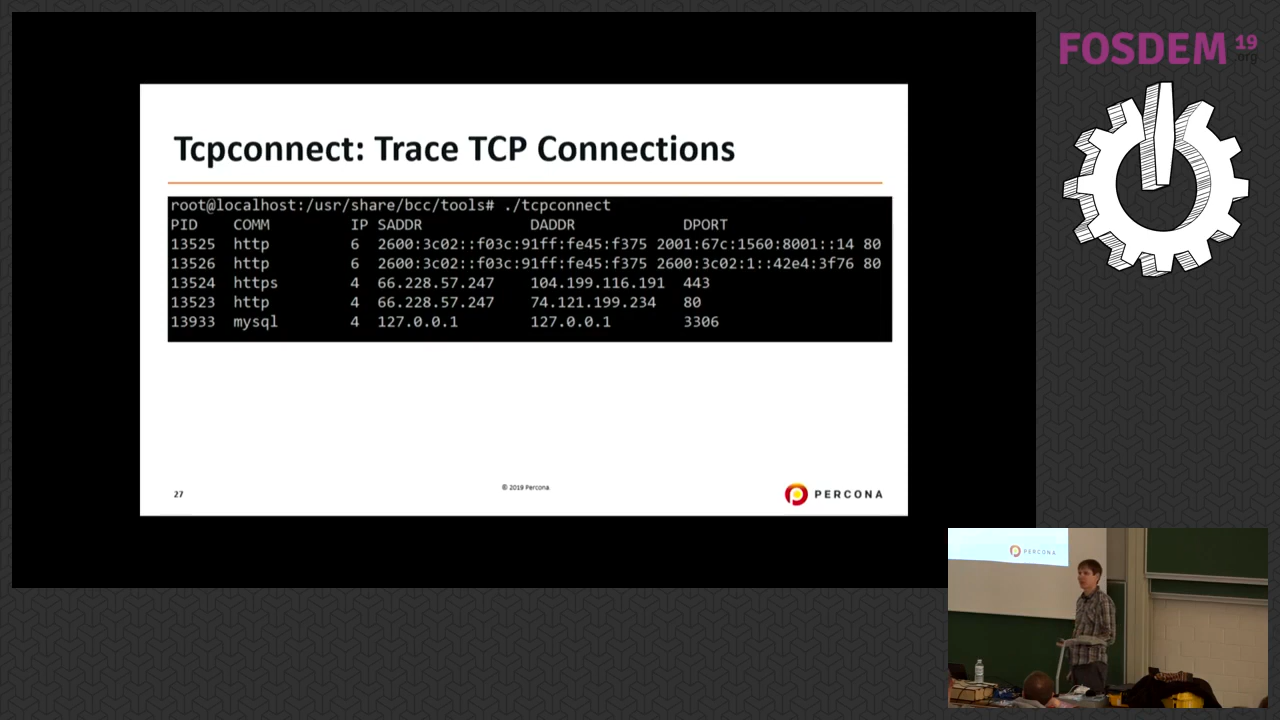 FOSDEM 19
.org
Tcpconnect: Trace TCP Connections
root@localhost:/usr/share/bcc/tools# ./tcpconnect
PID COMM IP SADDR DADDR DPORT
13525 http 6 2600:3c02::f03c:91ff:fe45:f375 2001:67c:1560:8001::14 80
13526 http 6 2600:3c02::f03c:91ff:fe45:f375 2600:3c02:1::42e4:3f76 80
13524 https 4 66.228.57.247 104.199.116.191 443
13523 http 4 66.228.57.247 74.121.199.234 80
13933 mysql 4 127.0.0.1 127.0.0.1 3306
27
© 2019 Percona
PERCONA
PERCONA